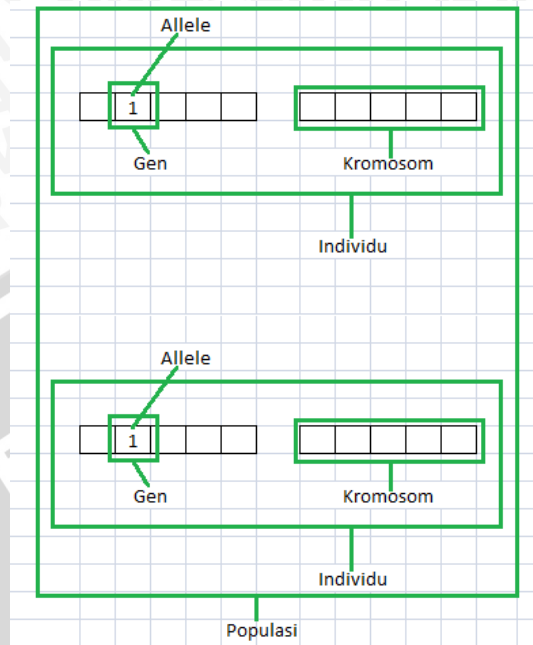 Allele
1
Gen
Kromosom
Individu
Allele
1
Gen
Kromosom
Individu
Populasi